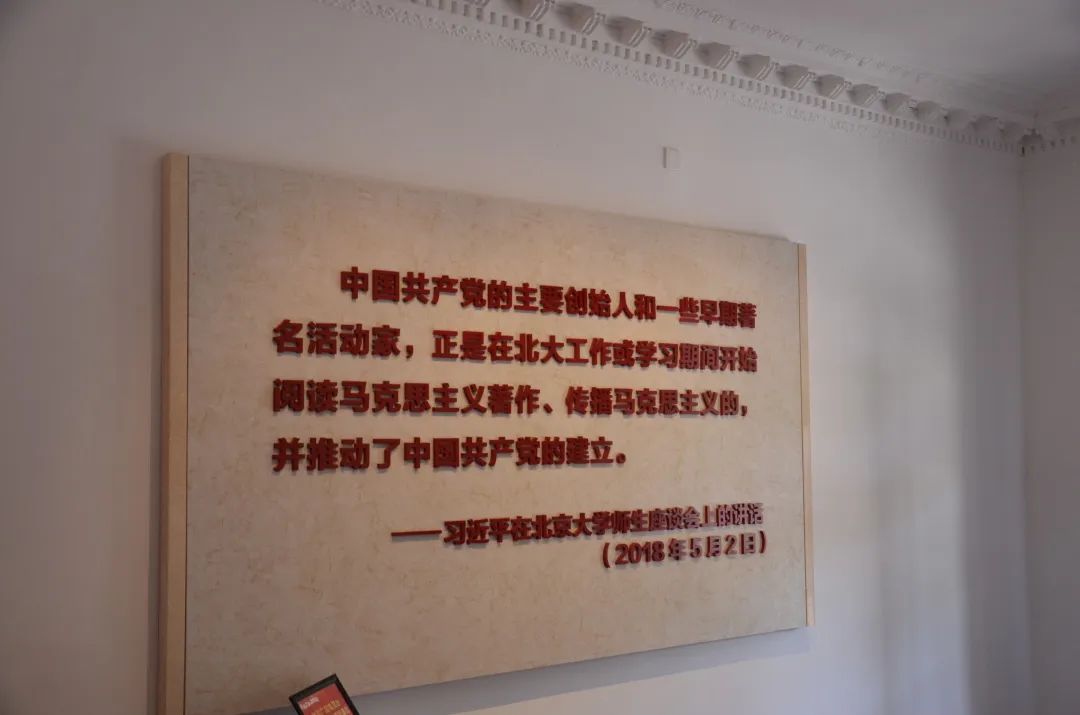 中国共产党的主要创始人和一些早期著
名活动家，正是在北大工作或学习期间开始
阅读马克思主义著作、传播马克思主义的，
并推动了中国共产党的建立。
——习近平在北京大学师生座谈会上的讲话
（2018年5月2日）